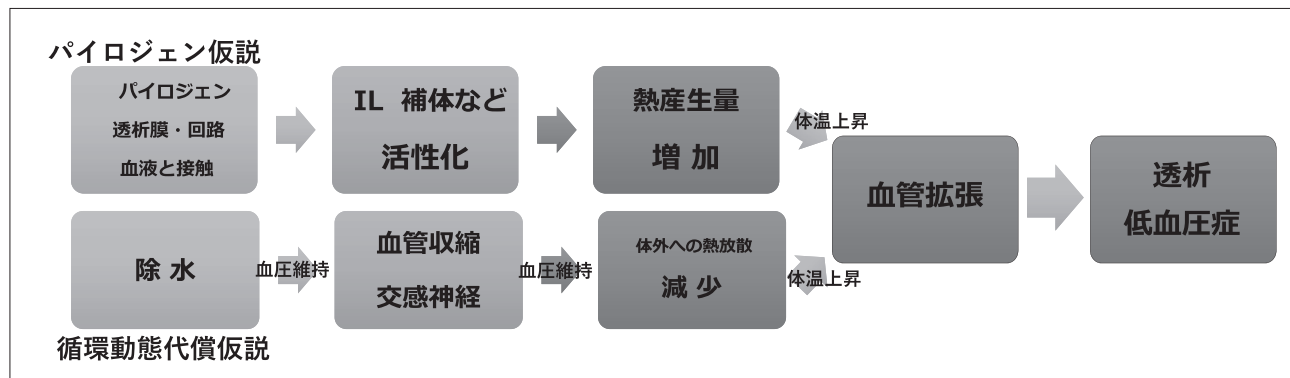 パイロジェン仮説
パイロジェン
透析膜・回路
血液と接触
IL 補体など
活性化
熱産生量
増 加
体温上昇
血管拡張
透析
低血圧症
除 水
血圧維持
血管収縮
交感神経
血圧維持
体外への熱放散
減 少
体温上昇
循環動態代償仮説